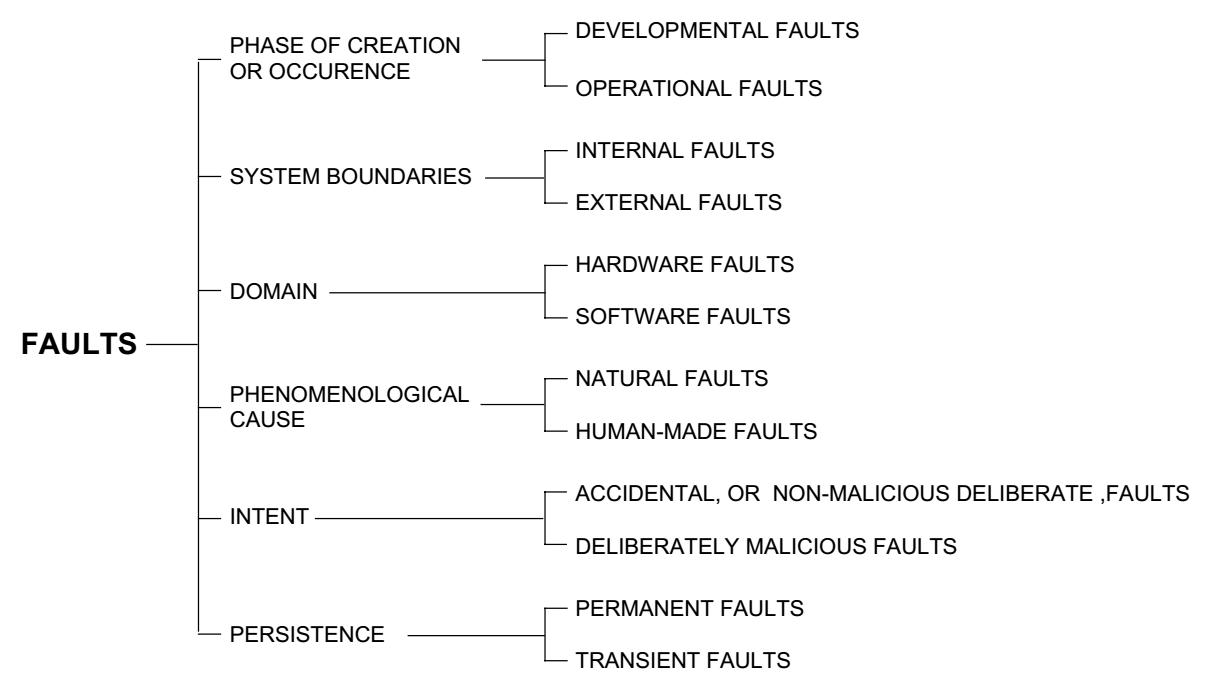 FAULTS
PHASE OF CREATION
OR OCCURENCE
DEVELOPMENTAL FAULTS
OPERATIONAL FAULTS
SYSTEM BOUNDARIES
INTERNAL FAULTS
EXTERNAL FAULTS
DOMAIN
HARDWARE FAULTS
SOFTWARE FAULTS
PHENOMENOLOGICAL
CAUSE
NATURAL FAULTS
HUMAN-MADE FAULTS
INTENT
ACCIDENTAL, OR NON-MALICIOUS DELIBERATE ,FAULTS
DELIBERATELY MALICIOUS FAULTS
PERSISTENCE
PERMANENT FAULTS
TRANSIENT FAULTS